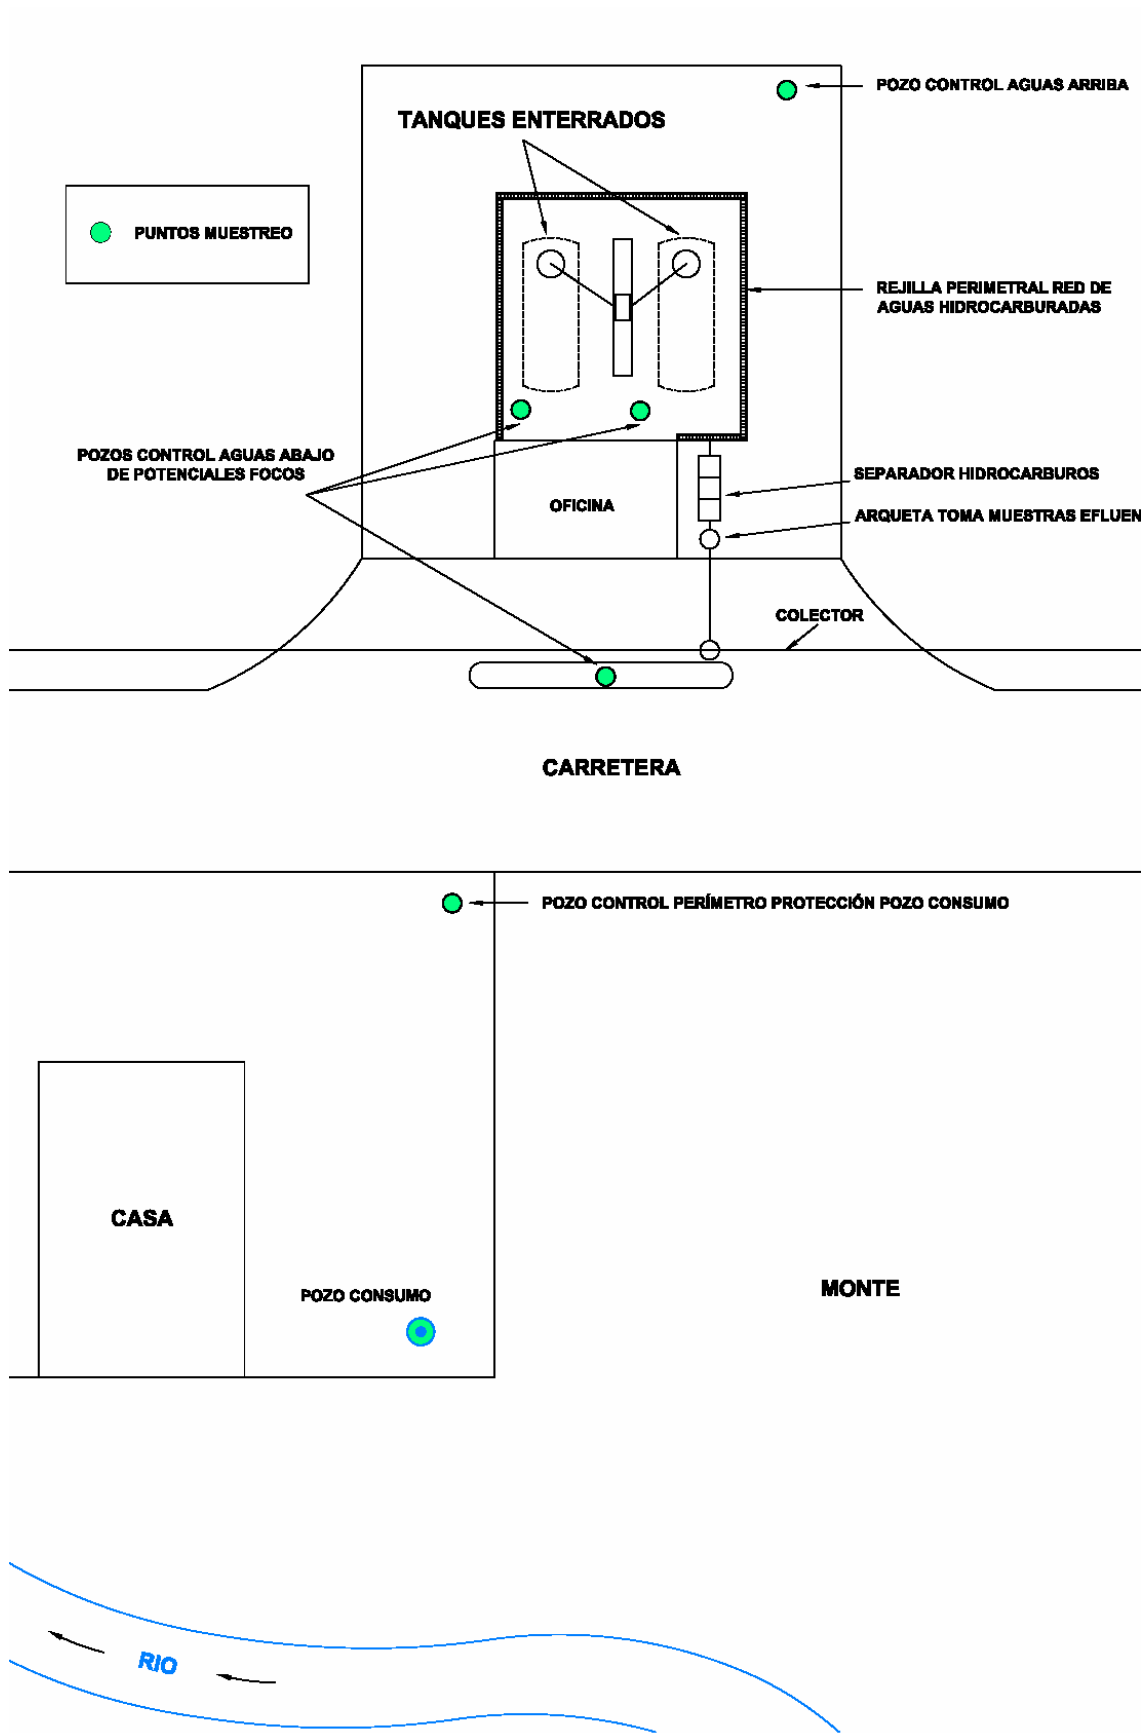 POZO CONTROL AGUAS ARRIBA
TANQUES ENTERRADOS
PUNTOS MUESTREO
REJILLA PERIMETRAL RED DE
AGUAS HIDROCARBURADAS
POZOS CONTROL AGUAS ABAJO
DE POTENCIALES FOCOS
SEPARADOR HIDROCARBUROS
OFICINA
ARQUETA TOMA MUESTRAS EFLUEN
COLECTOR
CARRETERA
POZO CONTROL PERÍMETRO PROTECCIÓN POZO CONSUMO
CASA
POZO CONSUMO
MONTE
RIO